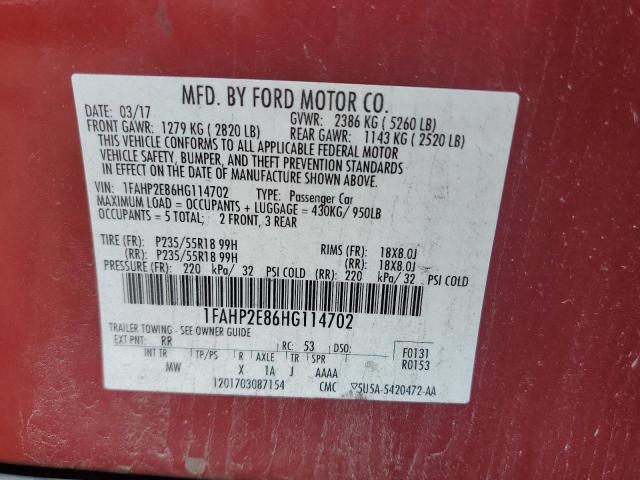 MFD. BY FORD MOTOR CO.
DATE: 03/17 GVWR: 2386 KG ( 5260 LB)
FRONT GAWR: 1279 KG ( 2820 LB) REAR GAWR: 1143 KG ( 2520 LB)
THIS VEHICLE CONFORMS TO ALL APPLICABLE FEDERAL MOTOR
VEHICLE SAFETY, BUMPER, AND THEFT PREVENTION STANDARDS
IN EFFECT ON THE DATE OF MANUFACTURE SHOWN ABOVE.
VIN: 1FAHP2E86HG114702 TYPE: Passenger Car
MAXIMUM LOAD = OCCUPANTS + LUGGAGE = 430KG/ 950LB
OCCUPANTS = 5 TOTAL; 2 FRONT, 3 REAR
TIRE (FR): P235/55R18 99H RIMS (FR): 18X8.0J
(RR): P235/55R18 99H (RR): 18X8.0J
PRESSURE (FR): 220 kPa/ 32 PSI COLD (RR): 220 kPa/ 32 PSI COLD
1FAHP2E86HG114702
TRAILER TOWING - SEE OWNER GUIDE
EXT PNT: RR RC: 53 DSO: F0131
INT TR TP/PS R AXLE TR SPR R0153
MW X 1A J AAAA
1201703087154 CMC 5U5A-5420472-AA